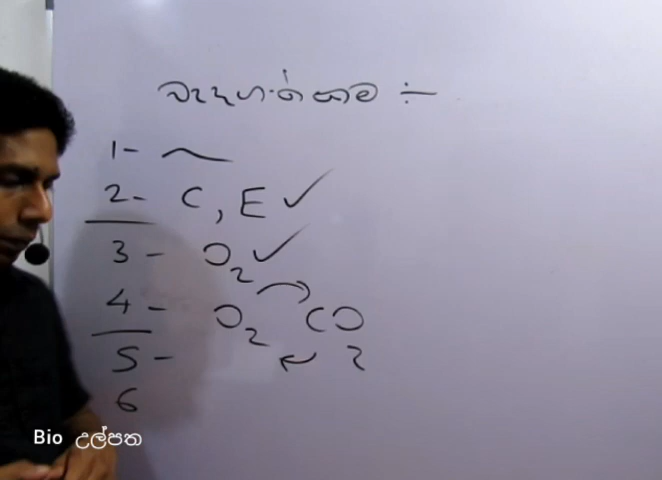 වැදගත්කම ÷
1-
2- C, E ✓
3 - O₂ ✓
4 - O₂ CO₂
5 -
6
Bio උල්පත